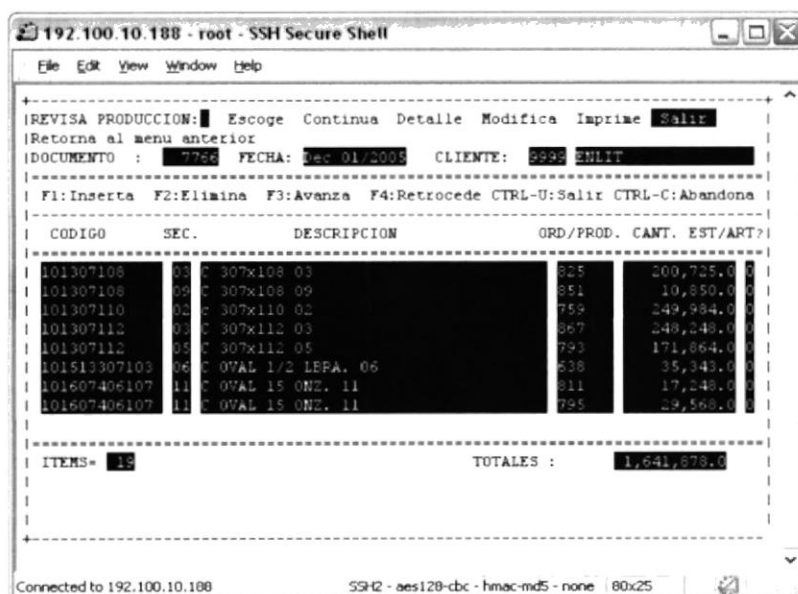 192.100.10.188 - root - SSH Secure Shell
File Edit View Window Help
REVISA PRODUCCION: Escoge Continua Detalle Modifica Imprime Salir
Retorna al menu anterior
DOCUMENTO : 7766 FECHA: Dec 01/2005 CLIENTE: 9999 ENLIT
F1:Inserta F2:Elimina F3:Avanza F4:Retrocede CTRL-U:Salir CTRL-C:Abandona
CODIGO SEC. DESCRIPCION ORD/PROD. CANT. EST/ART?
101307108 03 C 307x108 03 825 200,725.0 0
101307108 09 C 307x108 09 851 10,850.0 0
101307110 02 c 307x110 02 759 249,984.0 0
101307112 03 C 307x112 03 867 248,248.0 0
101307112 05 C 307x112 05 793 171,864.0 0
101513307103 06 C OVAL 1/2 LBRA. 06 638 35,343.0 0
101607406107 11 C OVAL 15 ONZ. 11 811 17,248.0 0
101607406107 11 C OVAL 15 ONZ. 11 795 29,568.0 0
ITEMS= 19 TOTALES : 1,641,878.0
Connected to 192.100.10.188 SSH2 - aes128-cbc - hmac-md5 - none 80x25